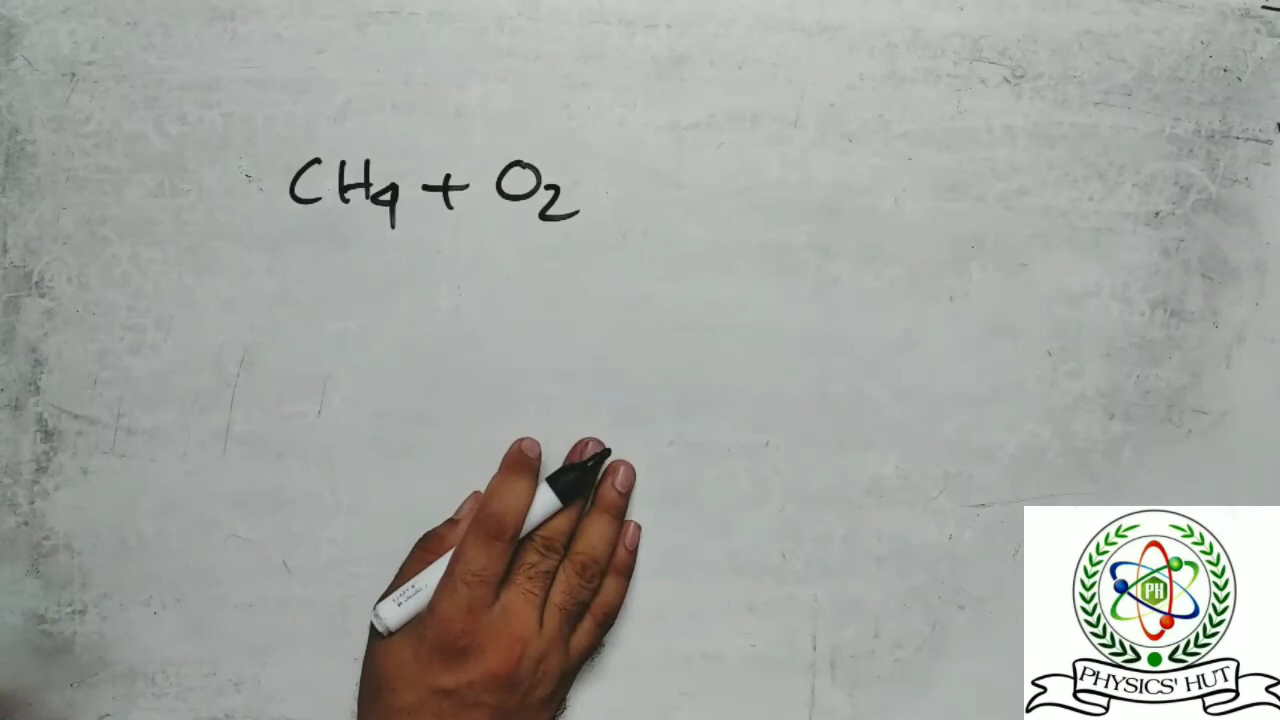 CH₄ + O₂
PH
PHYSICS' HUT